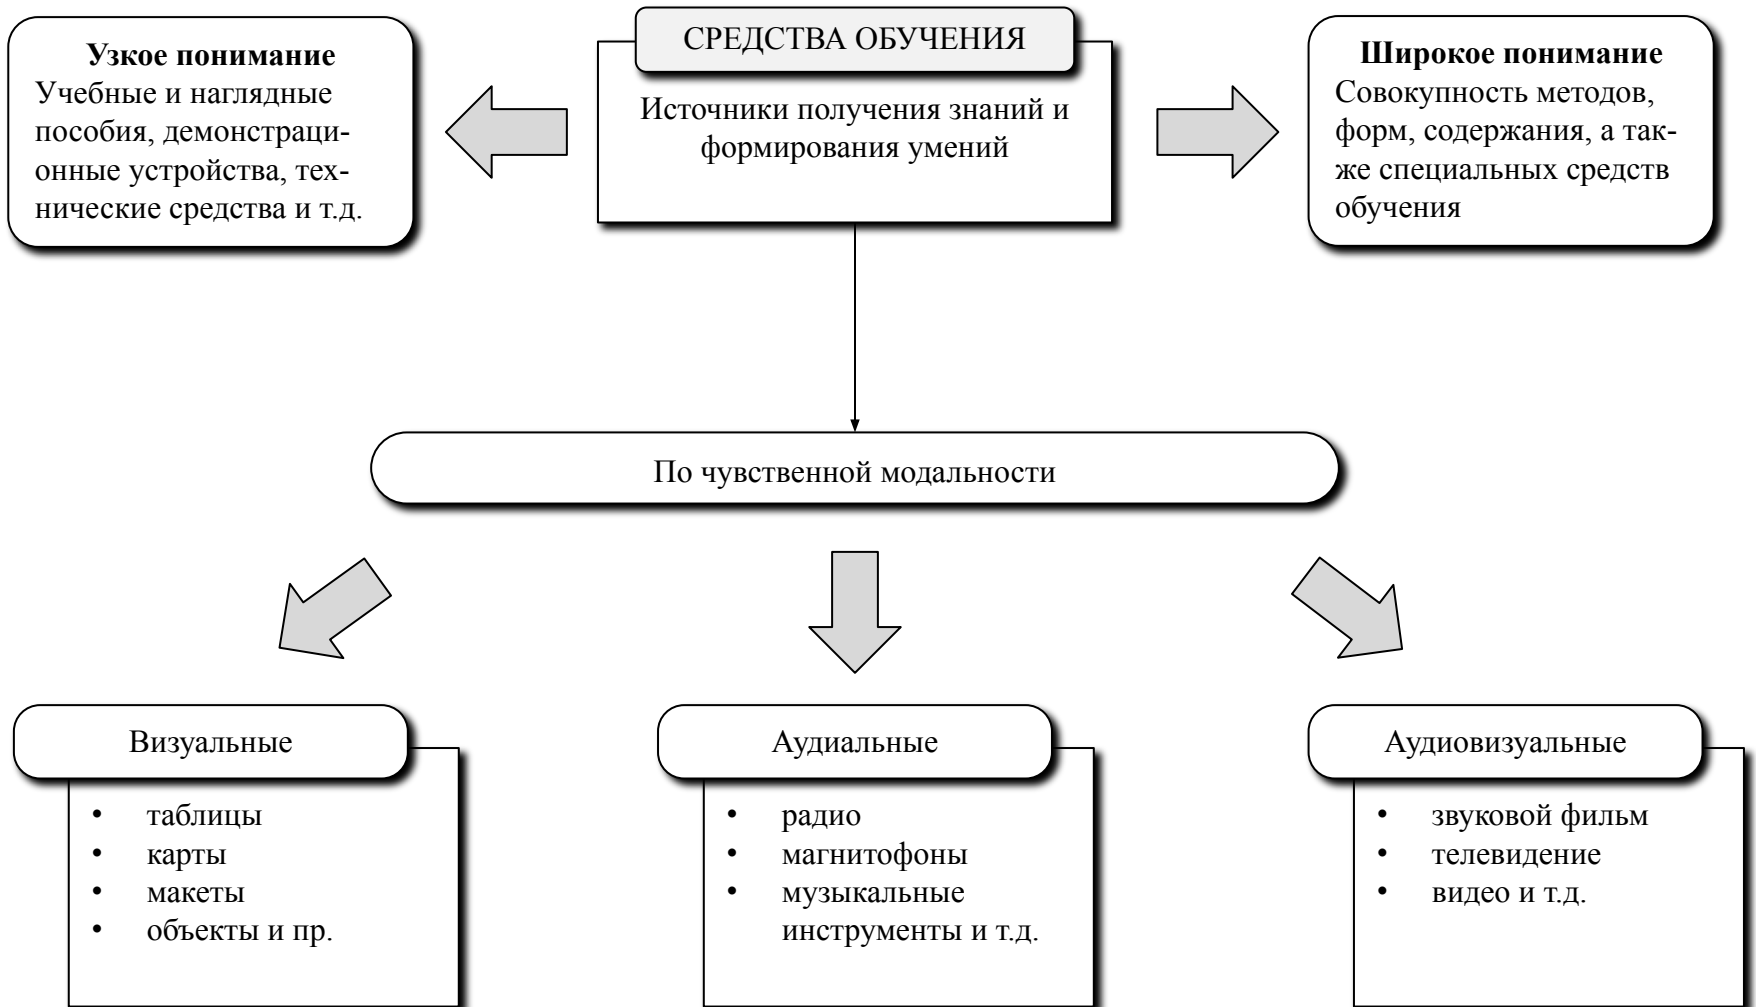 СРЕДСТВА ОБУЧЕНИЯ
Источники получения знаний и
формирования умений
Узкое понимание
Учебные и наглядные
пособия, демонстраци-
онные устройства, тех-
нические средства и т.д.
Широкое понимание
Совокупность методов,
форм, содержания, а так-
же специальных средств
обучения
По чувственной модальности
Визуальные
• таблицы
• карты
• макеты
• объекты и пр.
Аудиальные
• радио
• магнитофоны
• музыкальные
инструменты и т.д.
Аудиовизуальные
• звуковой фильм
• телевидение
• видео и т.д.